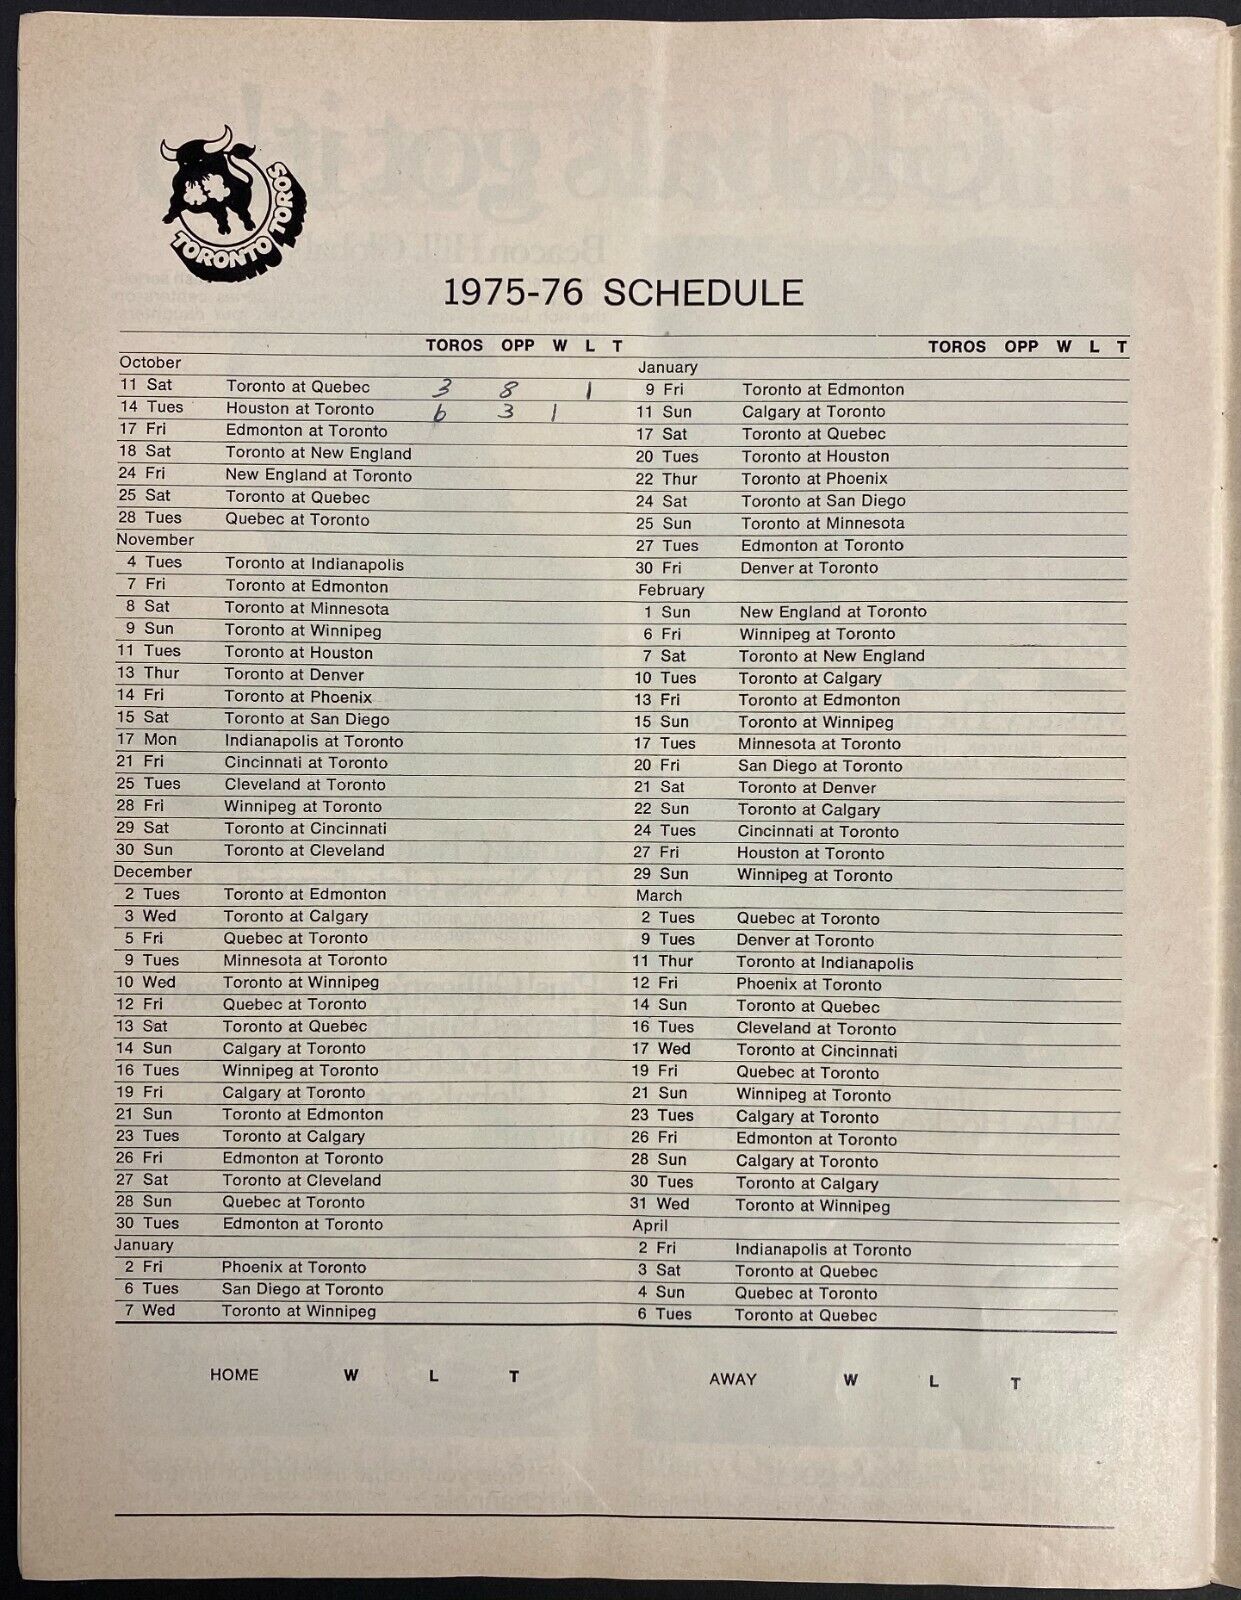 TORONTO TOROS
1975-76 SCHEDULE
TOROS OPP W L T
October
11 Sat Toronto at Quebec 3 8 1
14 Tues Houston at Toronto 6 3 1
17 Fri Edmonton at Toronto
18 Sat Toronto at New England
24 Fri New England at Toronto
25 Sat Toronto at Quebec
28 Tues Quebec at Toronto
November
4 Tues Toronto at Indianapolis
7 Fri Toronto at Edmonton
8 Sat Toronto at Minnesota
9 Sun Toronto at Winnipeg
11 Tues Toronto at Houston
13 Thur Toronto at Denver
14 Fri Toronto at Phoenix
15 Sat Toronto at San Diego
17 Mon Indianapolis at Toronto
21 Fri Cincinnati at Toronto
25 Tues Cleveland at Toronto
28 Fri Winnipeg at Toronto
29 Sat Toronto at Cincinnati
30 Sun Toronto at Cleveland
December
2 Tues Toronto at Edmonton
3 Wed Toronto at Calgary
5 Fri Quebec at Toronto
9 Tues Minnesota at Toronto
10 Wed Toronto at Winnipeg
12 Fri Quebec at Toronto
13 Sat Toronto at Quebec
14 Sun Calgary at Toronto
16 Tues Winnipeg at Toronto
19 Fri Calgary at Toronto
21 Sun Toronto at Edmonton
23 Tues Toronto at Calgary
26 Fri Edmonton at Toronto
27 Sat Toronto at Cleveland
28 Sun Quebec at Toronto
30 Tues Edmonton at Toronto
January
2 Fri Phoenix at Toronto
6 Tues San Diego at Toronto
7 Wed Toronto at Winnipeg
TOROS OPP W L T
January
9 Fri Toronto at Edmonton
11 Sun Calgary at Toronto
17 Sat Toronto at Quebec
20 Tues Toronto at Houston
22 Thur Toronto at Phoenix
24 Sat Toronto at San Diego
25 Sun Toronto at Minnesota
27 Tues Edmonton at Toronto
30 Fri Denver at Toronto
February
1 Sun New England at Toronto
6 Fri Winnipeg at Toronto
7 Sat Toronto at New England
10 Tues Toronto at Calgary
13 Fri Toronto at Edmonton
15 Sun Toronto at Winnipeg
17 Tues Minnesota at Toronto
20 Fri San Diego at Toronto
21 Sat Toronto at Denver
22 Sun Toronto at Calgary
24 Tues Cincinnati at Toronto
27 Fri Houston at Toronto
29 Sun Winnipeg at Toronto
March
2 Tues Quebec at Toronto
9 Tues Denver at Toronto
11 Thur Toronto at Indianapolis
12 Fri Phoenix at Toronto
14 Sun Toronto at Quebec
16 Tues Cleveland at Toronto
17 Wed Toronto at Cincinnati
19 Fri Quebec at Toronto
21 Sun Winnipeg at Toronto
23 Tues Calgary at Toronto
26 Fri Edmonton at Toronto
28 Sun Calgary at Toronto
30 Tues Toronto at Calgary
31 Wed Toronto at Winnipeg
April
2 Fri Indianapolis at Toronto
3 Sat Toronto at Quebec
4 Sun Quebec at Toronto
6 Tues Toronto at Quebec
HOME W L T
AWAY W L T